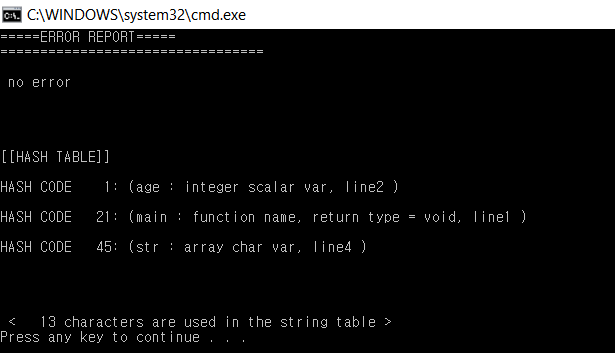 C:\WINDOWS\system32\cmd.exe
=====ERROR REPORT=====
=================================
no error
[[HASH TABLE]]
HASH CODE    1: (age : integer scalar var, line2 )
HASH CODE   21: (main : function name, return type = void, line1 )
HASH CODE   45: (str : array char var, line4 )
<   13 characters are used in the string table >
Press any key to continue . . .